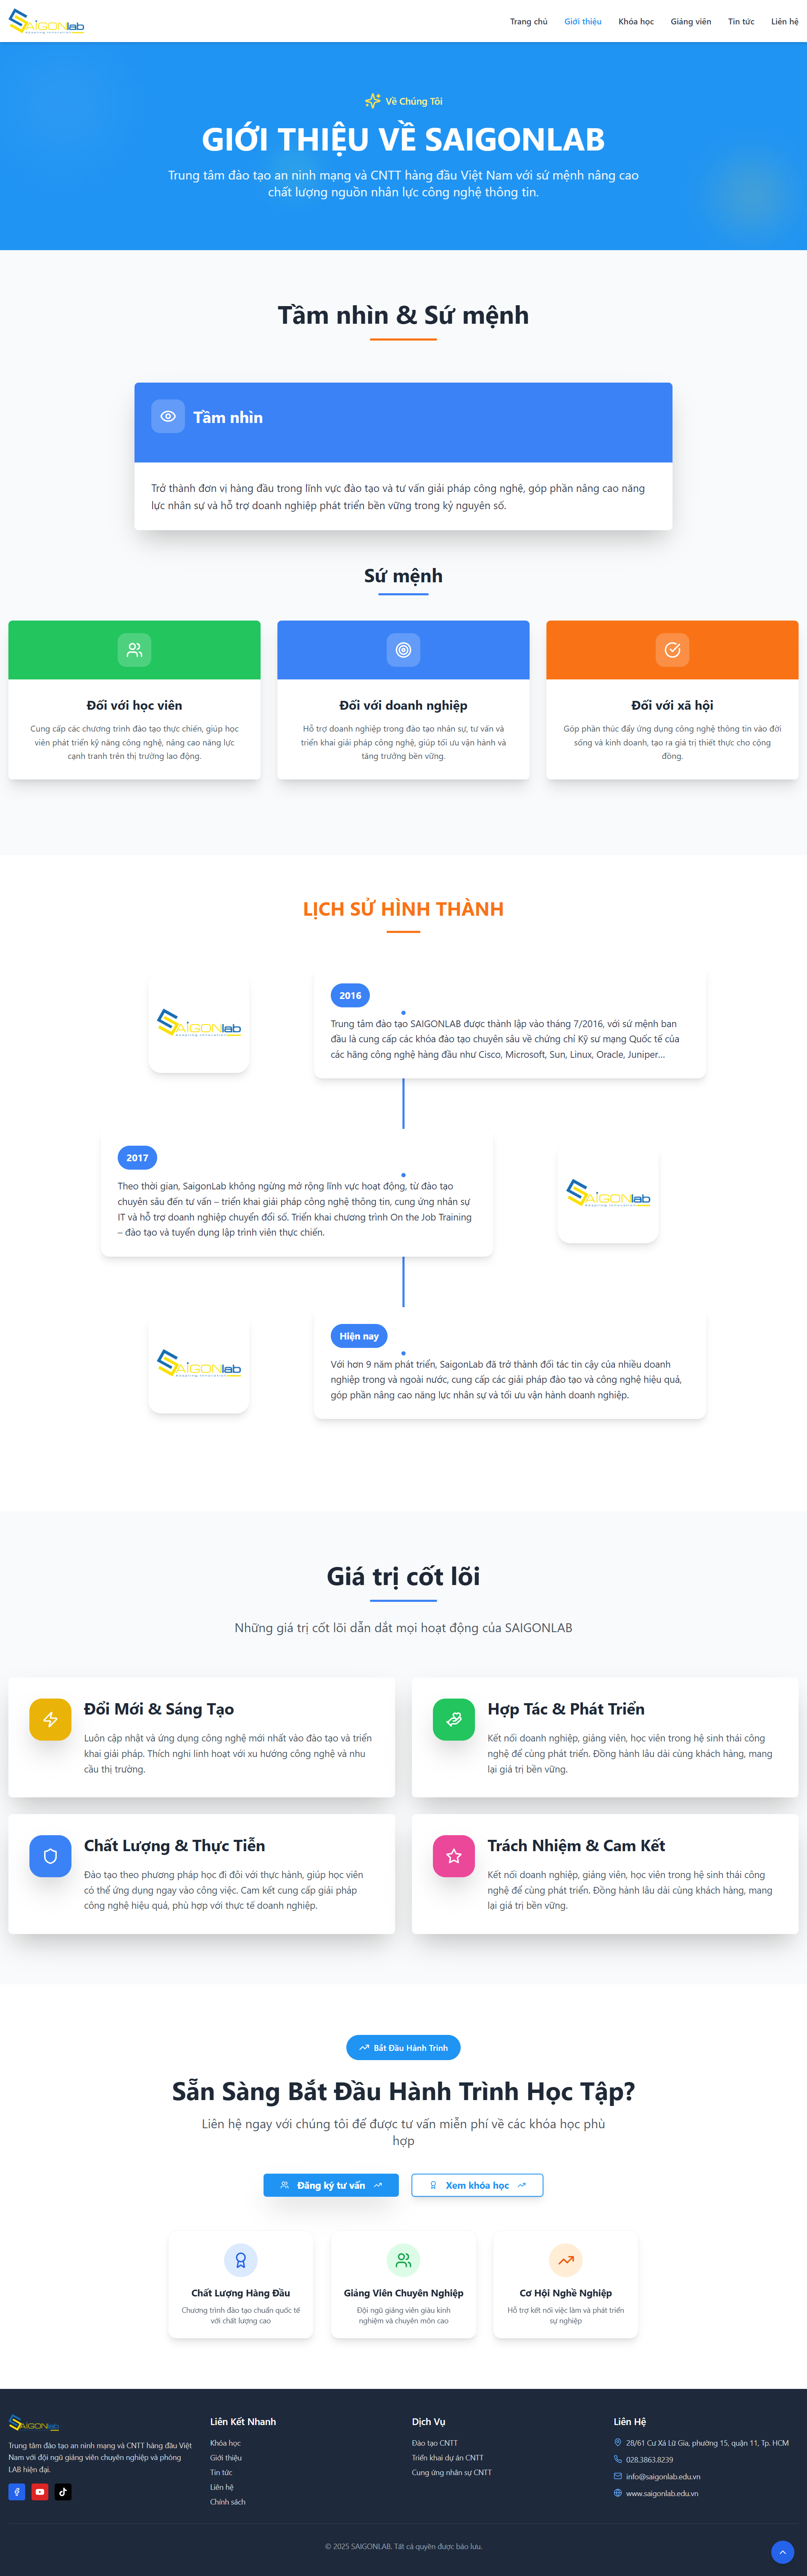 SAIGONlab
Keeping Innovation
Trang chủ
Giới thiệu
Khóa học
Giảng viên
Tin tức
Liên hệ
Về Chúng Tôi
GIỚI THIỆU VỀ SAIGONLAB
Trung tâm đào tạo an ninh mạng và CNTT hàng đầu Việt Nam với sứ mệnh nâng cao
chất lượng nguồn nhân lực công nghệ thông tin.
Tầm nhìn & Sứ mệnh
Tầm nhìn
Trở thành đơn vị hàng đầu trong lĩnh vực đào tạo và tư vấn giải pháp công nghệ, góp phần nâng cao năng
lực nhân sự và hỗ trợ doanh nghiệp phát triển bền vững trong kỷ nguyên số.
Sứ mệnh
Đối với học viên
Cung cấp các chương trình đào tạo thực chiến, giúp học
viên phát triển kỹ năng công nghệ, nâng cao năng lực
cạnh tranh trên thị trường lao động.
Đối với doanh nghiệp
Hỗ trợ doanh nghiệp trong đào tạo nhân sự, tư vấn và
triển khai giải pháp công nghệ, giúp tối ưu vận hành và
tăng trưởng bền vững.
Đối với xã hội
Góp phần thúc đẩy ứng dụng công nghệ thông tin vào đời
sống và kinh doanh, tạo ra giá trị thiết thực cho cộng
đồng.
LỊCH SỬ HÌNH THÀNH
SAIGONlab
Keeping Innovation
2016
Trung tâm đào tạo SAIGONLAB được thành lập vào tháng 7/2016, với sứ mệnh ban
đầu là cung cấp các khóa đào tạo chuyên sâu về chứng chỉ Kỹ sư mạng Quốc tế của
các hãng công nghệ hàng đầu như Cisco, Microsoft, Sun, Linux, Oracle, Juniper...
2017
Theo thời gian, SaigonLab không ngừng mở rộng lĩnh vực hoạt động, từ đào tạo
chuyên sâu đến tư vấn – triển khai giải pháp công nghệ thông tin, cung ứng nhân sự
IT và hỗ trợ doanh nghiệp chuyển đổi số. Triển khai chương trình On the Job Training
– đào tạo và tuyển dụng lập trình viên thực chiến.
SAIGONlab
Keeping Innovation
SAIGONlab
Keeping Innovation
Hiện nay
Với hơn 9 năm phát triển, SaigonLab đã trở thành đối tác tin cậy của nhiều doanh
nghiệp trong và ngoài nước, cung cấp các giải pháp đào tạo và công nghệ hiệu quả,
góp phần nâng cao năng lực nhân sự và tối ưu vận hành doanh nghiệp.
Giá trị cốt lõi
Những giá trị cốt lõi dẫn dắt mọi hoạt động của SAIGONLAB
Đổi Mới & Sáng Tạo
Luôn cập nhật và ứng dụng công nghệ mới nhất vào đào tạo và triển
khai giải pháp. Thích nghi linh hoạt với xu hướng công nghệ và nhu
cầu thị trường.
Hợp Tác & Phát Triển
Kết nối doanh nghiệp, giảng viên, học viên trong hệ sinh thái công
nghệ để cùng phát triển. Đồng hành lâu dài cùng khách hàng, mang
lại giá trị bền vững.
Chất Lượng & Thực Tiễn
Đào tạo theo phương pháp học đi đôi với thực hành, giúp học viên
có thể ứng dụng ngay vào công việc. Cam kết cung cấp giải pháp
công nghệ hiệu quả, phù hợp với thực tế doanh nghiệp.
Trách Nhiệm & Cam Kết
Kết nối doanh nghiệp, giảng viên, học viên trong hệ sinh thái công
nghệ để cùng phát triển. Đồng hành lâu dài cùng khách hàng, mang
lại giá trị bền vững.
Bắt Đầu Hành Trình
Sẵn Sàng Bắt Đầu Hành Trình Học Tập?
Liên hệ ngay với chúng tôi để được tư vấn miễn phí về các khóa học phù
hợp
Đăng ký tư vấn
Xem khóa học
Chất Lượng Hàng Đầu
Chương trình đào tạo chuẩn quốc tế
với chất lượng cao
Giảng Viên Chuyên Nghiệp
Đội ngũ giảng viên giàu kinh
nghiệm và chuyên môn cao
Cơ Hội Nghề Nghiệp
Hỗ trợ kết nối việc làm và phát triển
sự nghiệp
SAIGONlab
Trung tâm đào tạo an ninh mạng và CNTT hàng đầu Việt
Nam với đội ngũ giảng viên chuyên nghiệp và phòng
LAB hiện đại.
Liên Kết Nhanh
Khóa học
Giới thiệu
Tin tức
Liên hệ
Chính sách
Dịch Vụ
Đào tạo CNTT
Triển khai dự án CNTT
Cung ứng nhân sự CNTT
Liên Hệ
28/61 Cư Xá Lữ Gia, phường 15, quận 11, Tp. HCM
028.3863.8239
info@saigonlab.edu.vn
www.saigonlab.edu.vn
© 2025 SAIGONLAB. Tất cả quyền được bảo lưu.